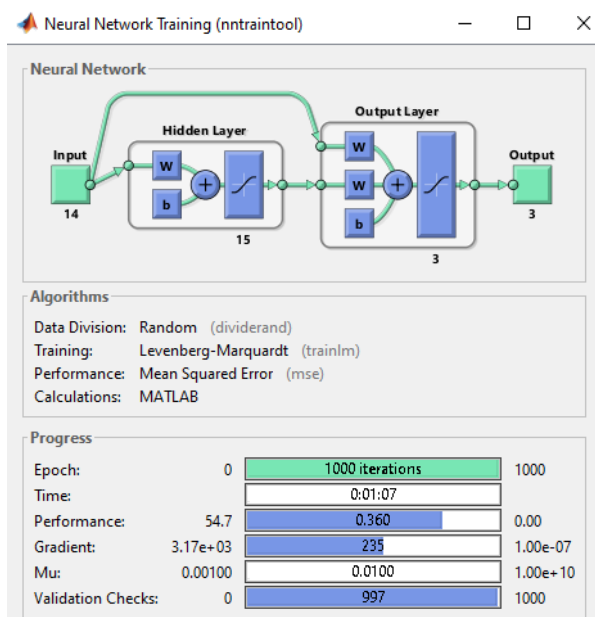 Neural Network Training (nntraintool)
Neural Network
Hidden Layer
Output Layer
Input
Output
W
W
W
b
b
+
+
14
15
3
3
Algorithms
Data Division: Random (dividerand)
Training: Levenberg-Marquardt (trainlm)
Performance: Mean Squared Error (mse)
Calculations: MATLAB
Progress
Epoch: 0 1000 iterations 1000
Time: 0:01:07
Performance: 54.7 0.360 0.00
Gradient: 3.17e+03 235 1.00e-07
Mu: 0.00100 0.0100 1.00e+10
Validation Checks: 0 997 1000